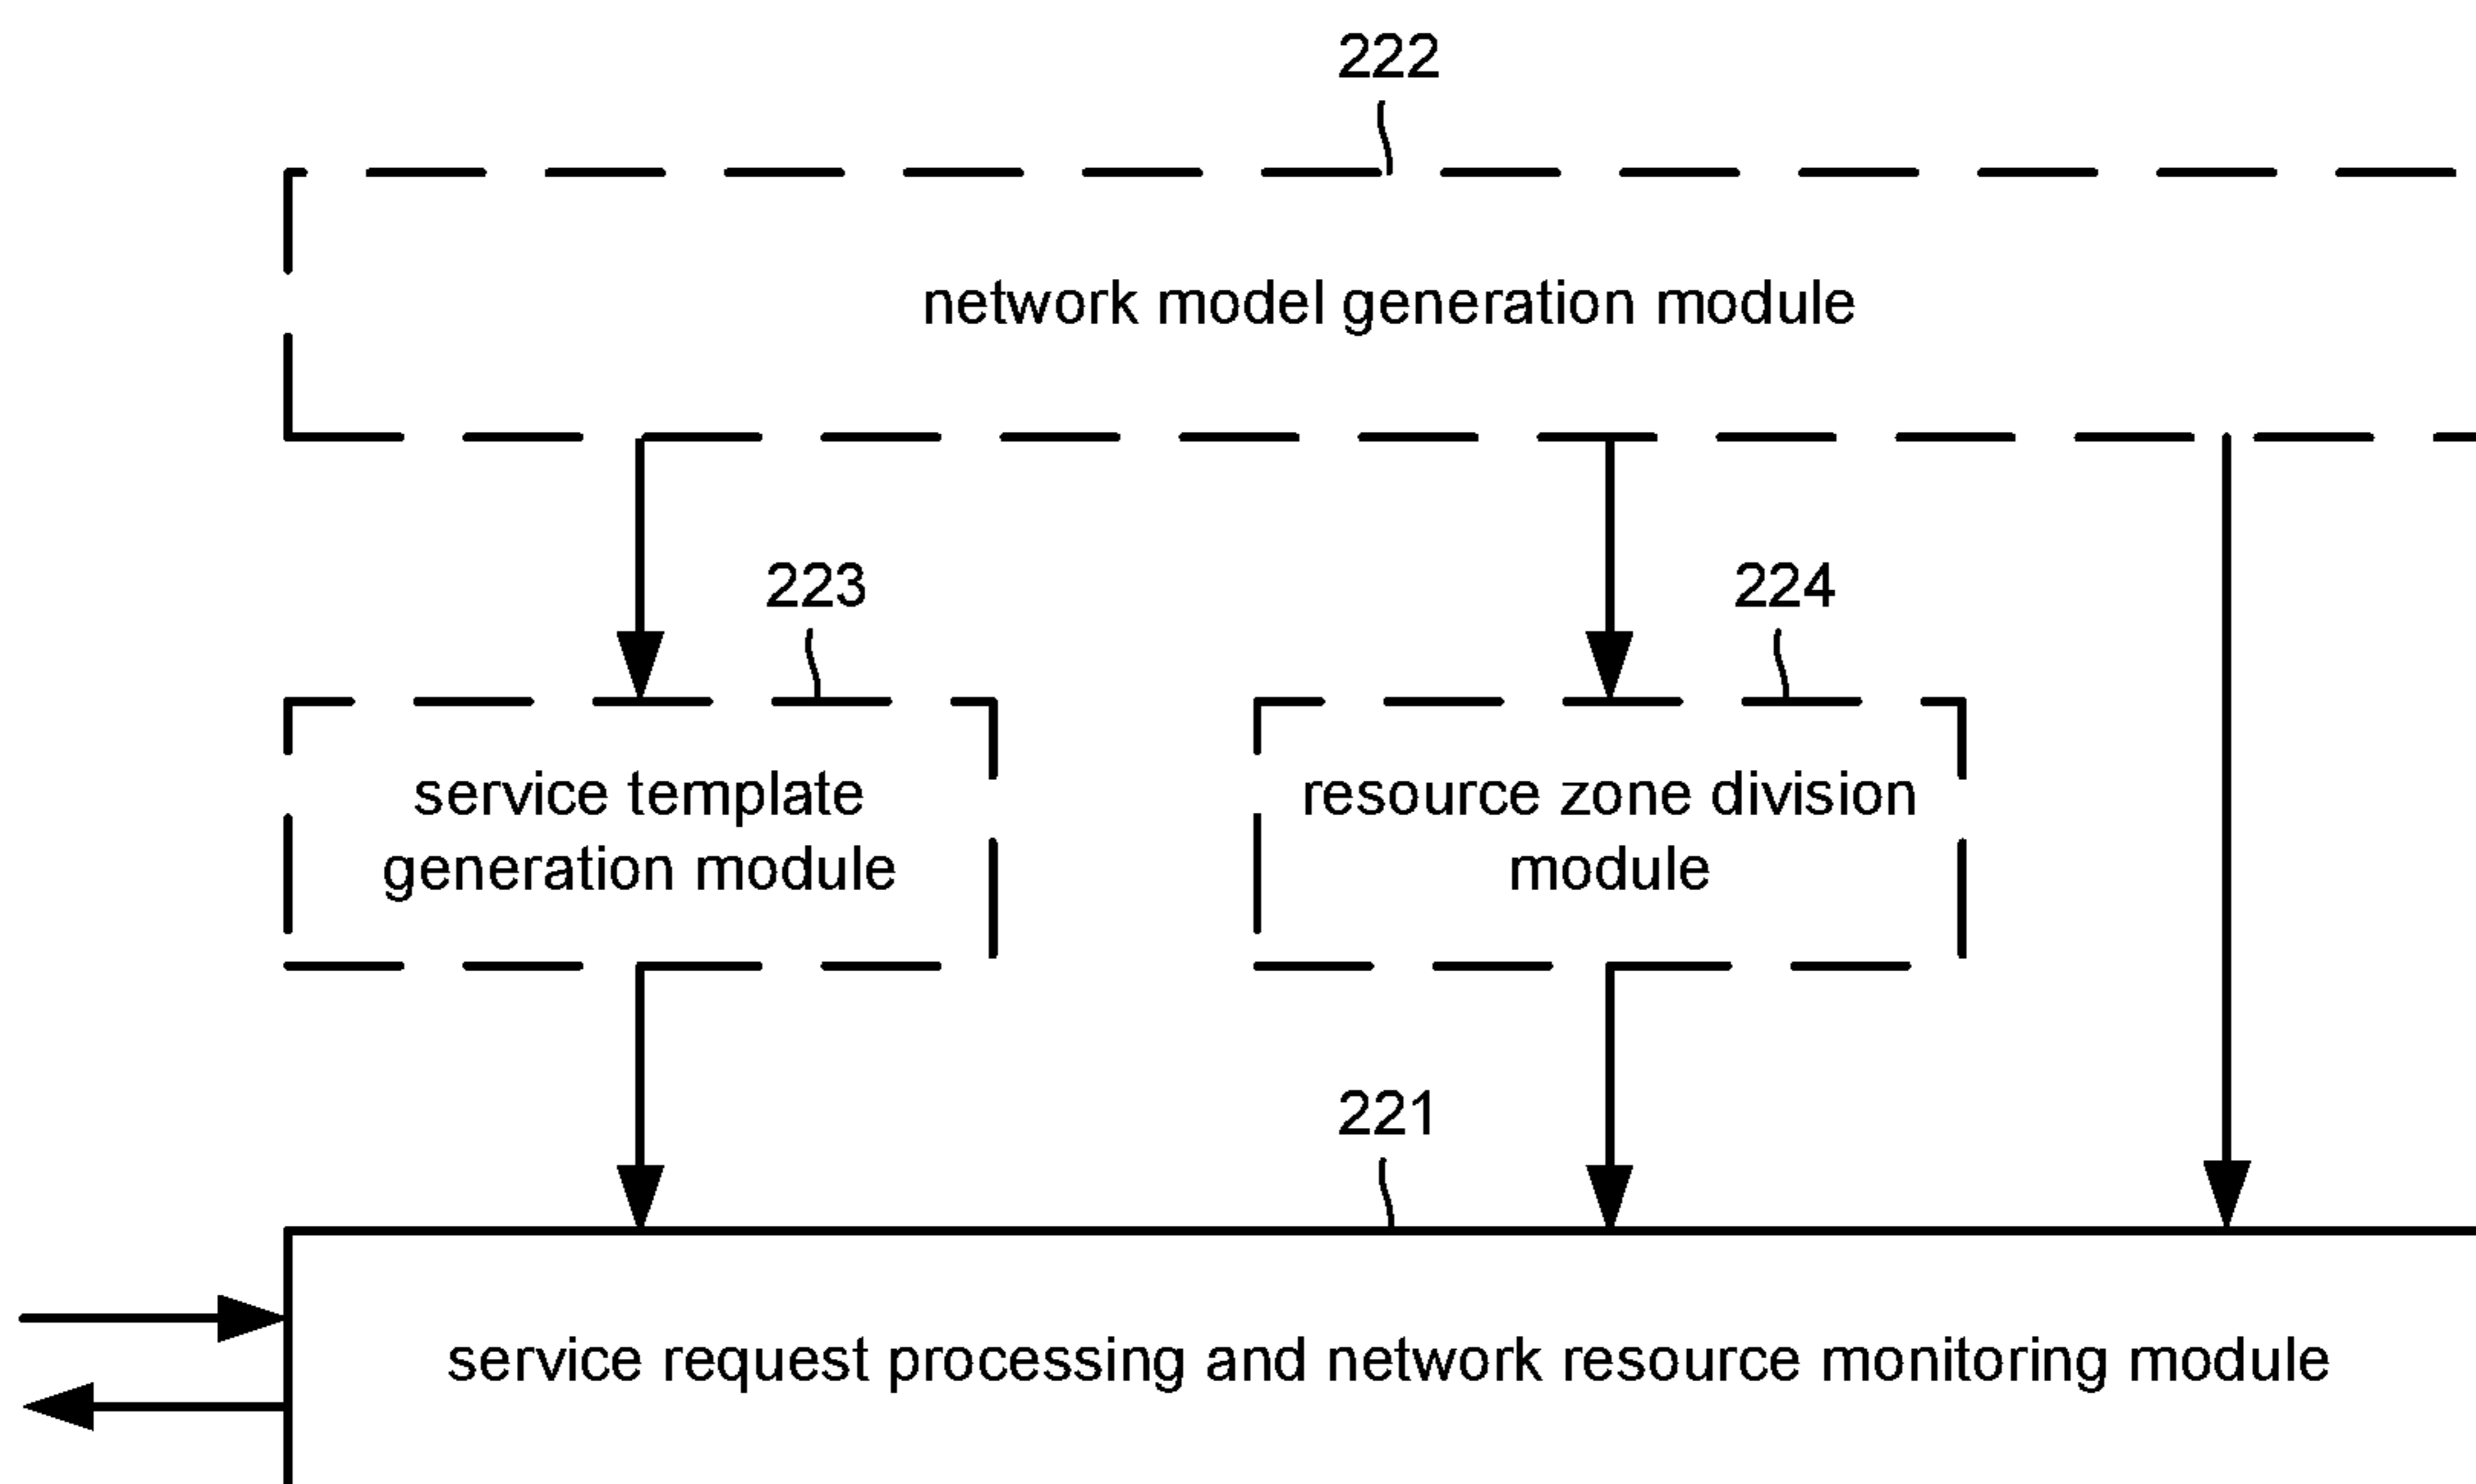 222
network model generation module
223
224
service template
generation module
resource zone division
module
221
service request processing and network resource monitoring module